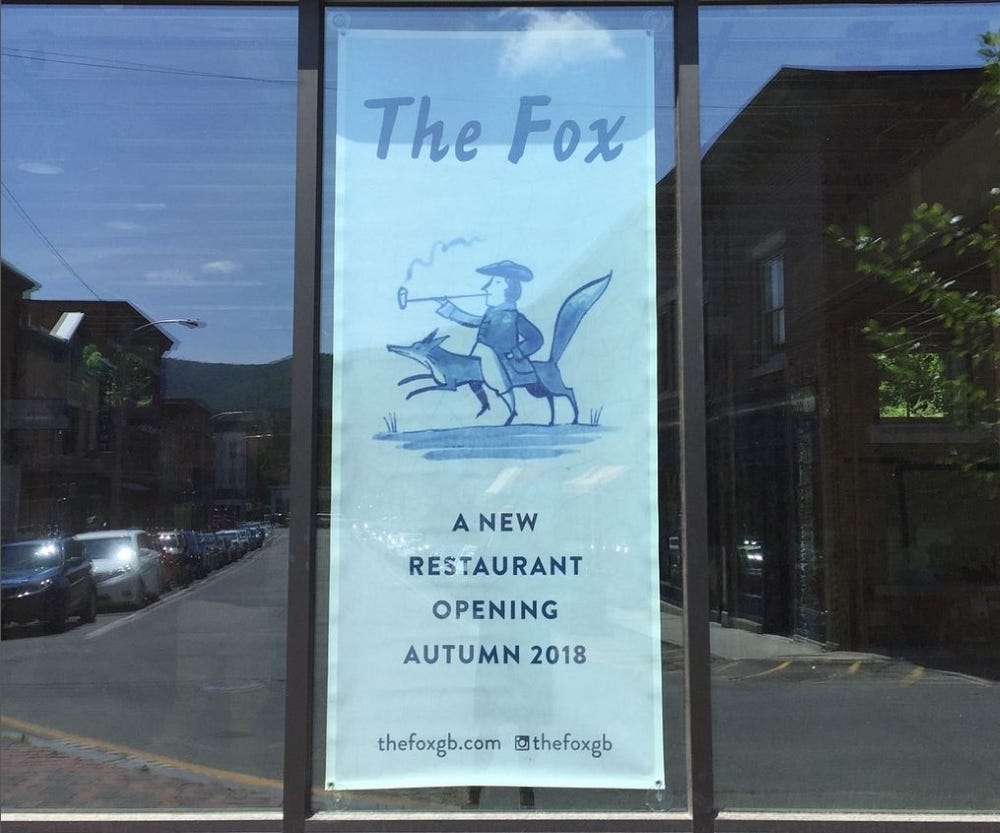 The Fox
A NEW
RESTAURANT
OPENING
AUTUMN 2018
thefoxgb.com thefoxgb